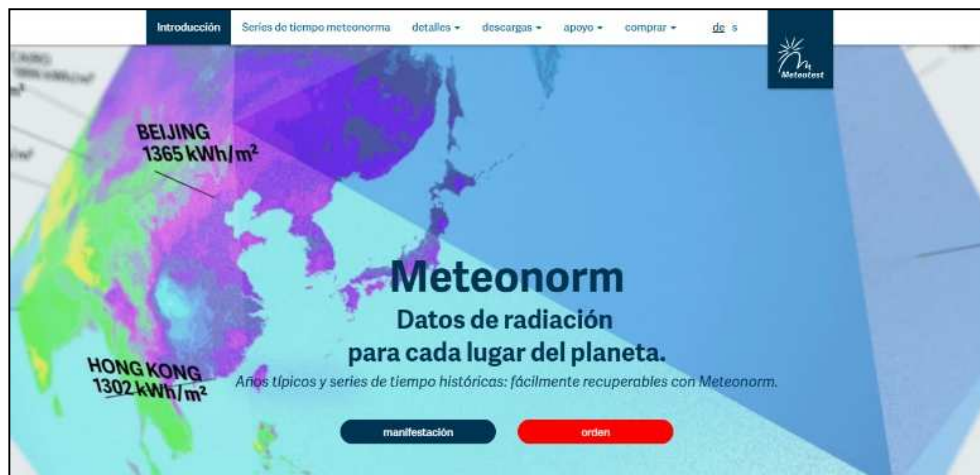 Introducción
Series de tiempo meteonorma
detalles
descargas
apoyo
comprar
de s
Meteotest
BEIJING
1365 kWh/m²
HONG KONG
1302 kWh/m²
Meteonorm
Datos de radiación
para cada lugar del planeta.
Años típicos y series de tiempo históricas: fácilmente recuperables con Meteonorm.
manifestación
orden